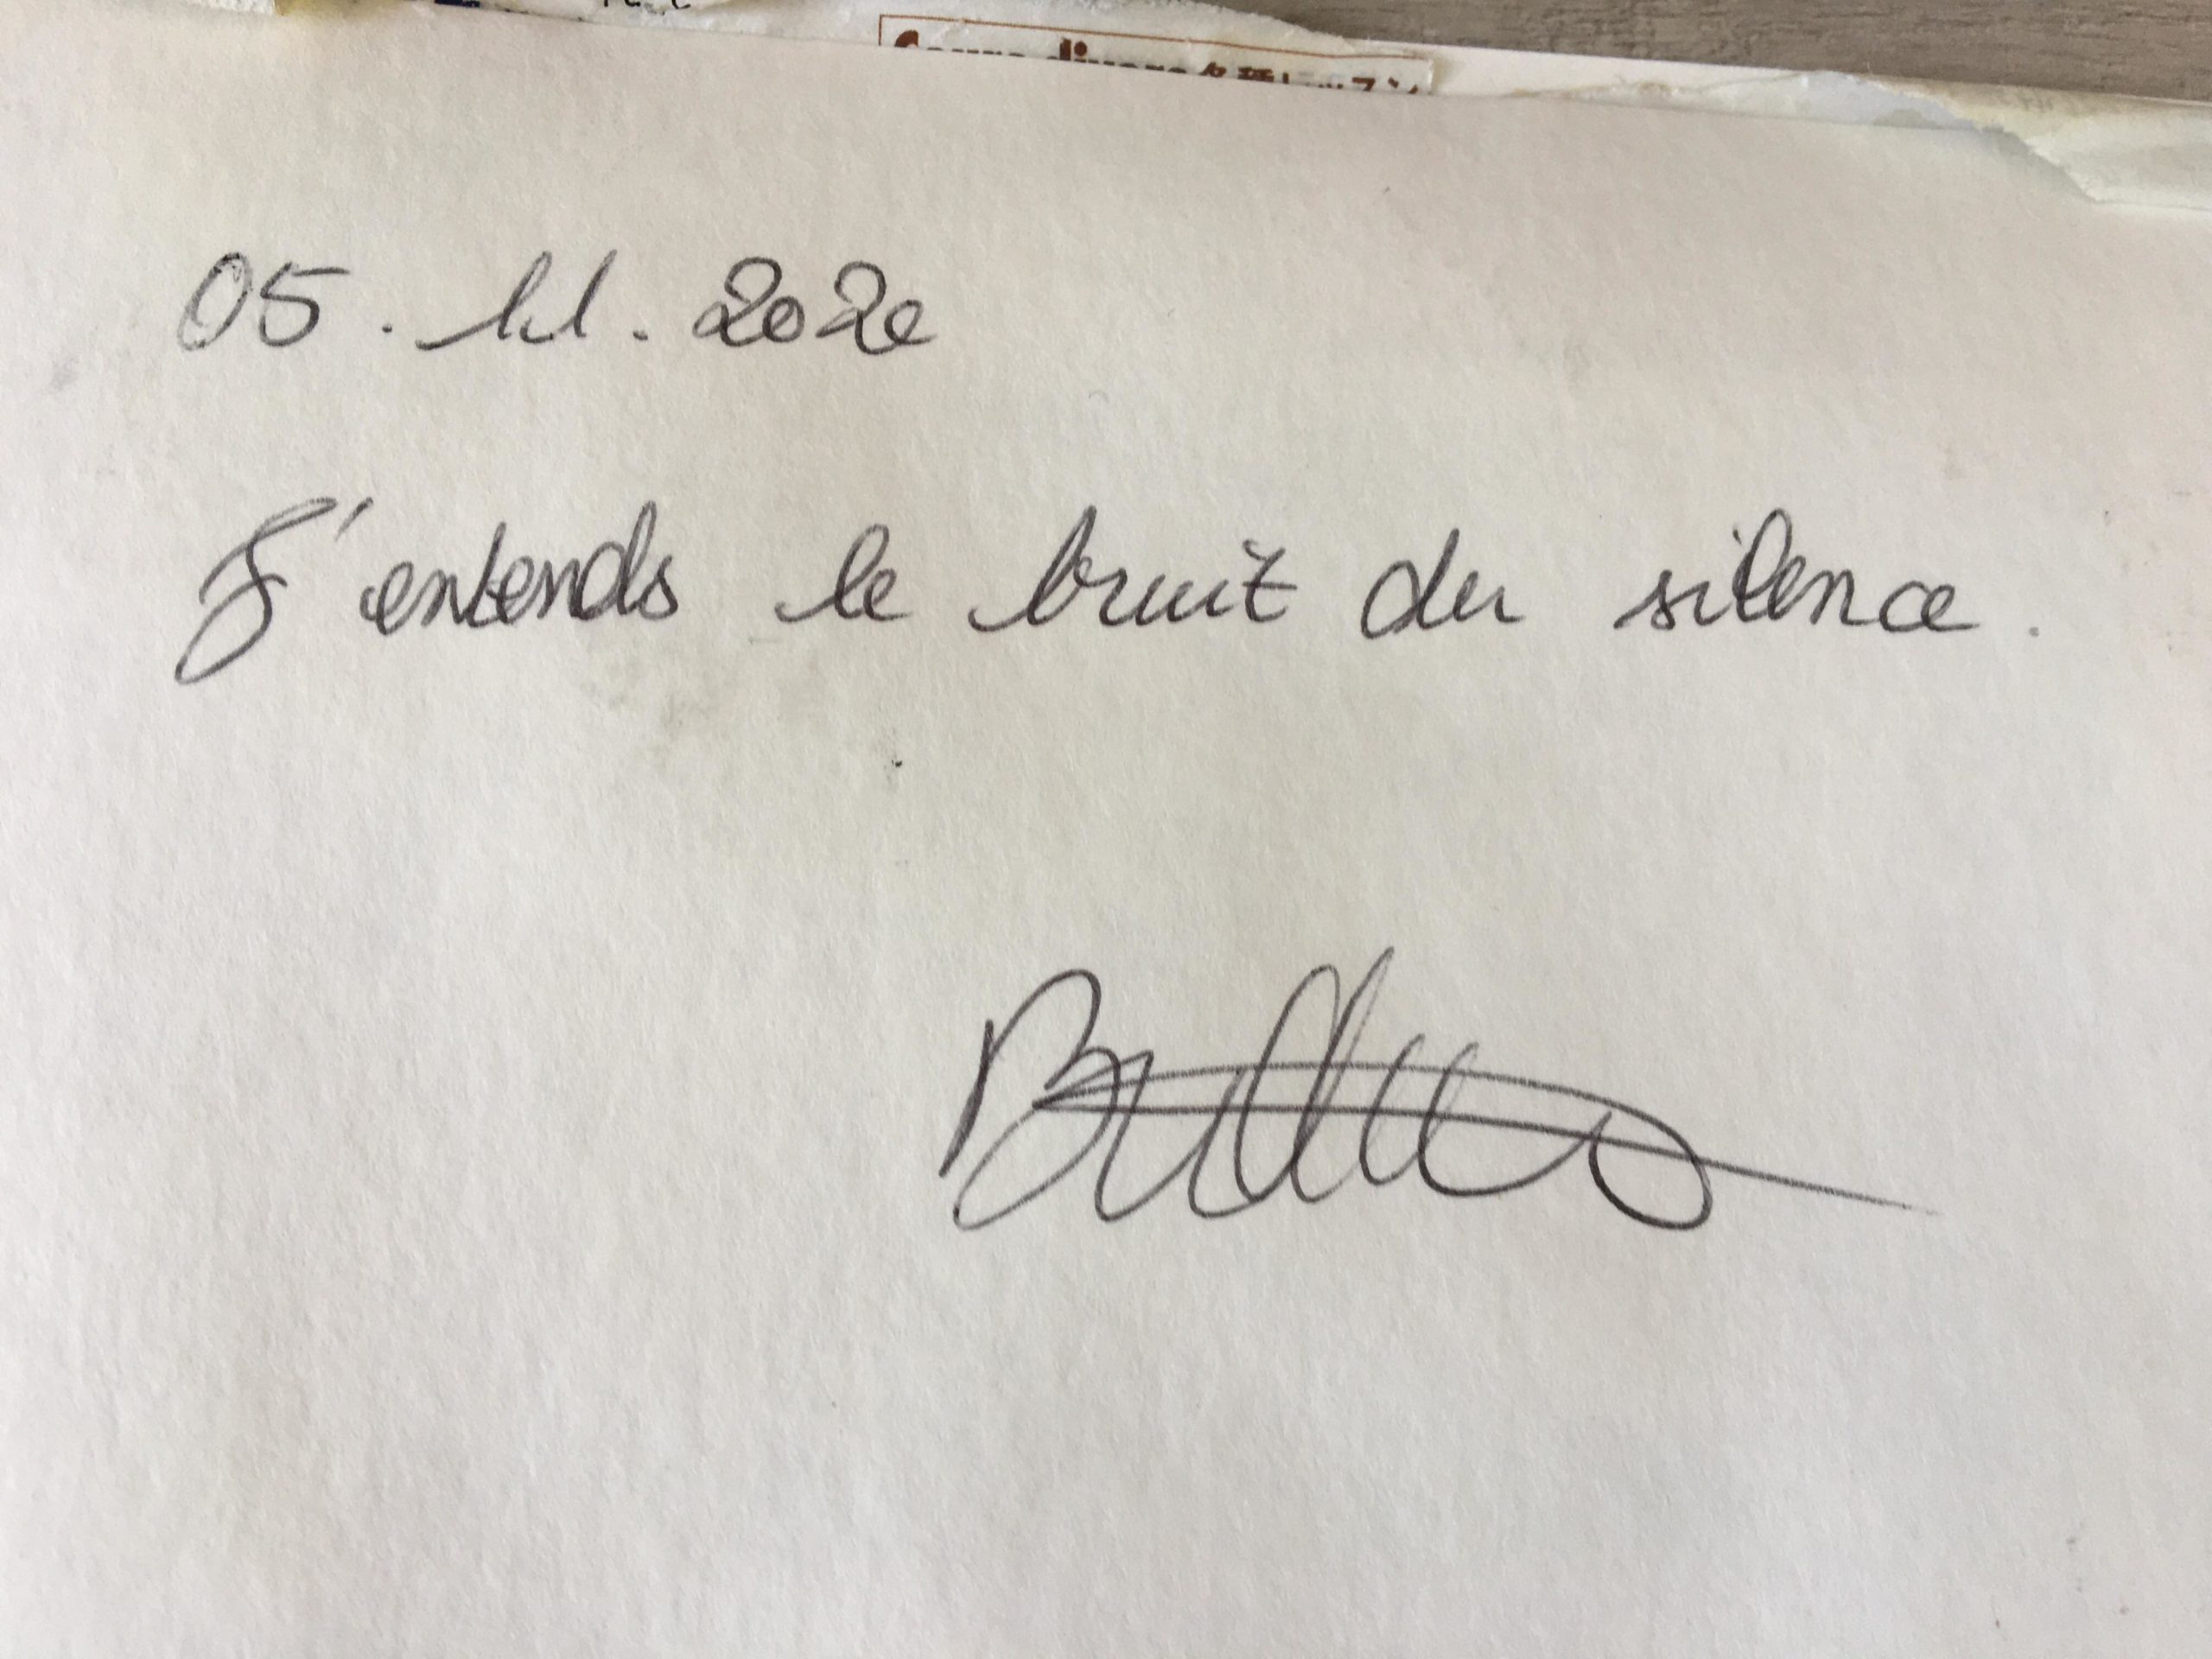 05.11.2020
J'entends le bruit du silence.